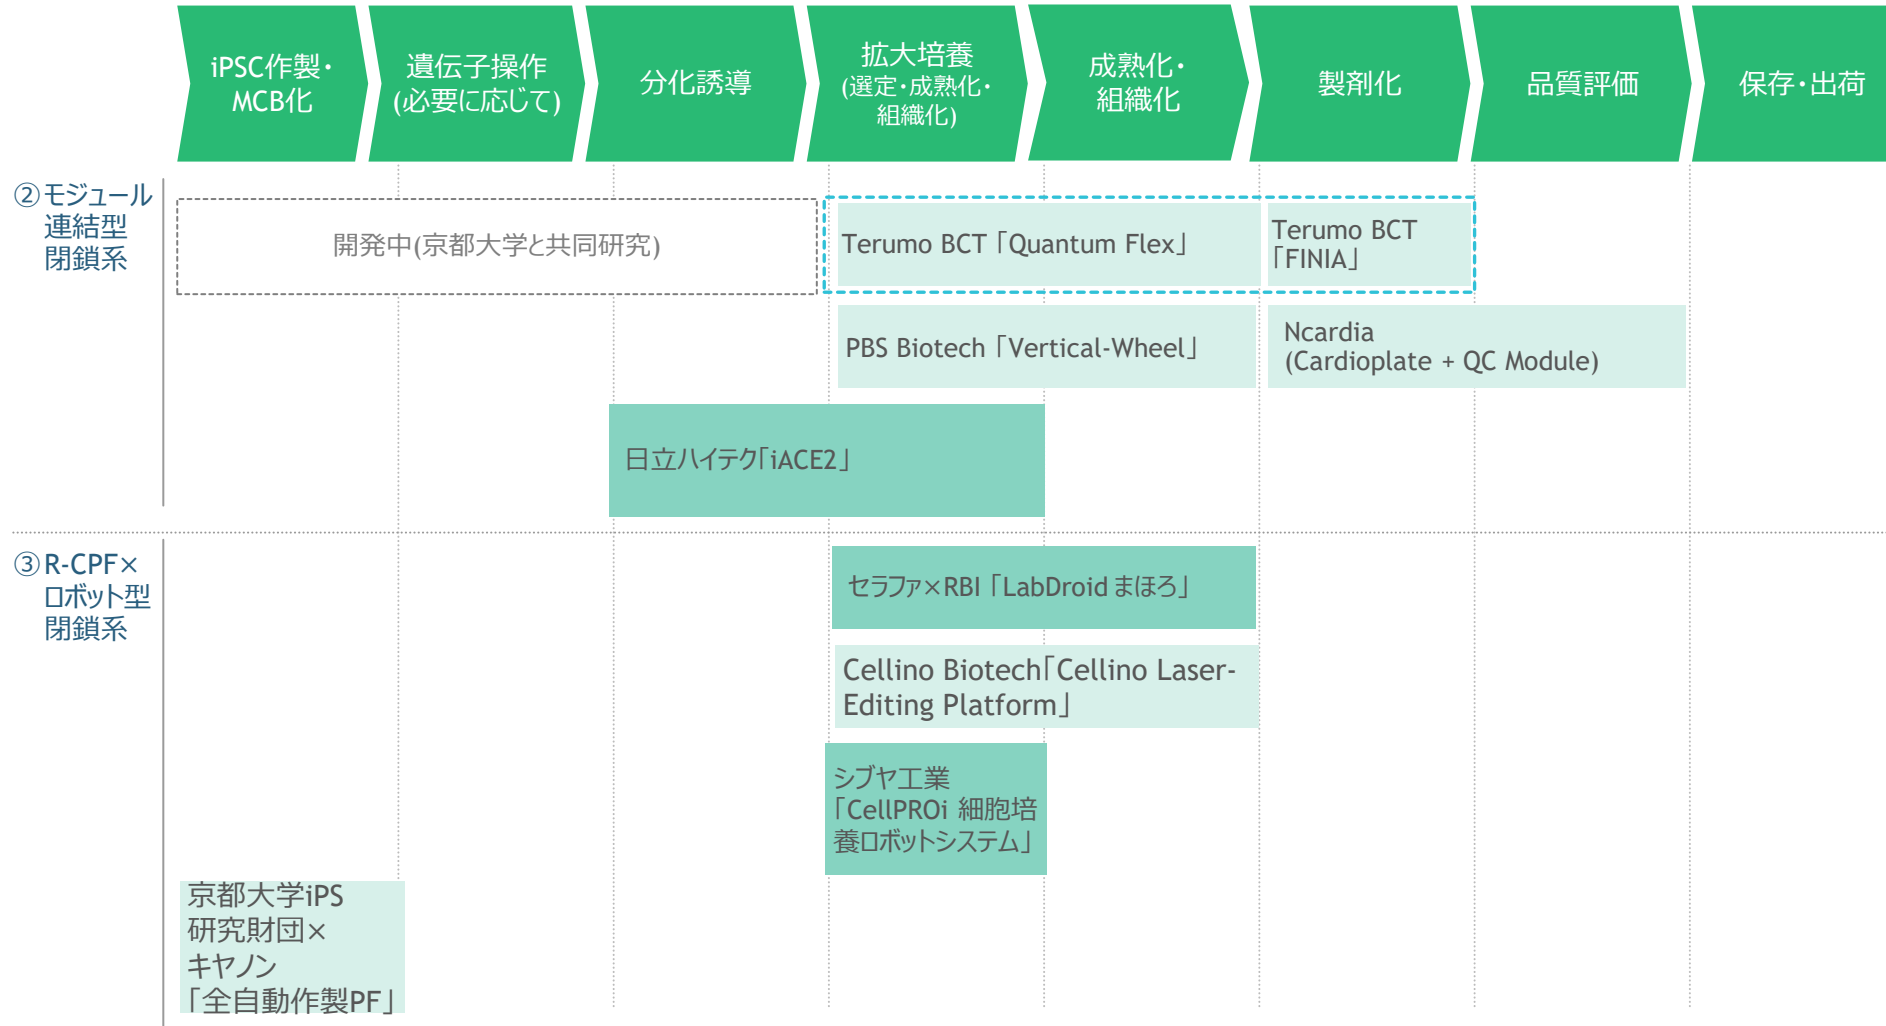 iPSC作製・
MCB化
遺伝子操作
(必要に応じて)
分化誘導
拡大培養
(選定・成熟化・
組織化)
成熟化・
組織化
製剤化
品質評価
保存・出荷
②モジュール
連結型
閉鎖系
開発中(京都大学と共同研究)
Terumo BCT「Quantum Flex」
Terumo BCT
「FINIA」
PBS Biotech「Vertical-Wheel」
Ncardia
(Cardioplate + QC Module)
日立ハイテク「iACE2」
③R-CPF×
ロボット型
閉鎖系
セラファ×RBI「LabDroid まほろ」
Cellino Biotech「Cellino Laser-
Editing Platform」
シブヤ工業
「CellPROi 細胞培
養ロボットシステム」
京都大学iPS
研究財団×
キヤノン
「全自動作製PF」